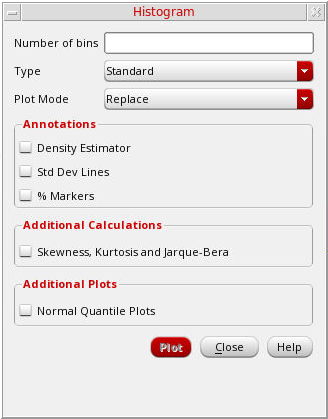 Histogram
Number of bins
Type Standard
Plot Mode Replace
Annotations
Density Estimator
Std Dev Lines
% Markers
Additional Calculations
Skewness, Kurtosis and Jarque-Bera
Additional Plots
Normal Quantile Plots
Plot Close Help